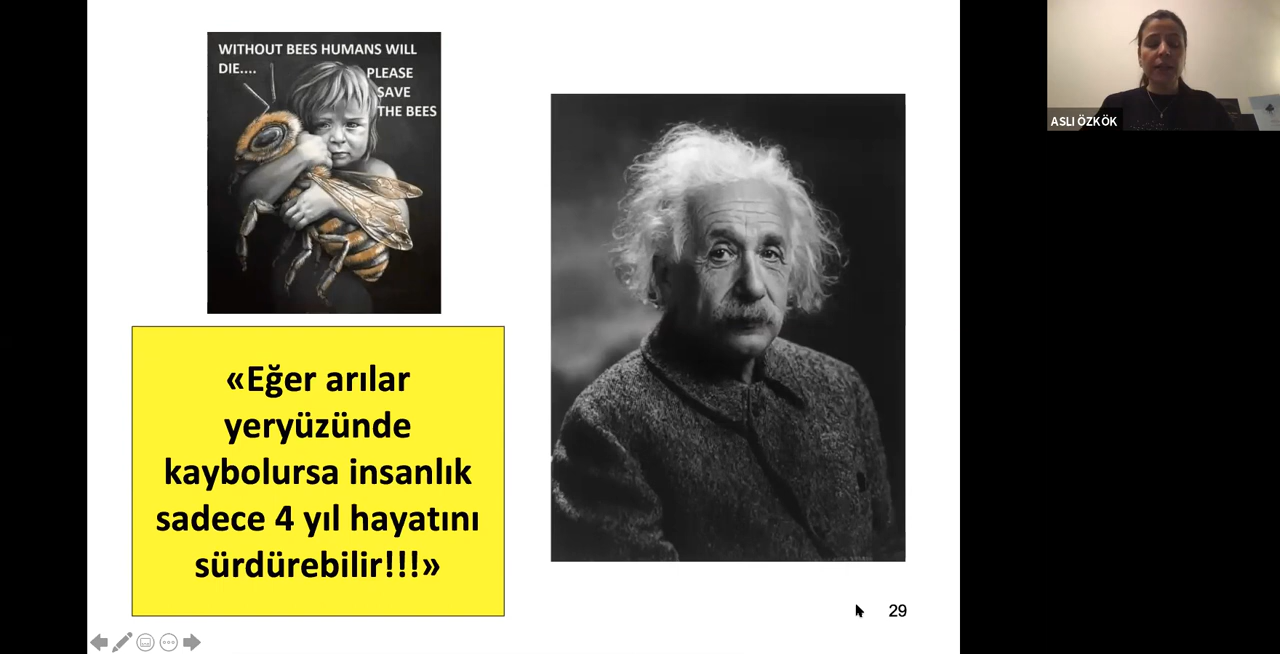 WITHOUT BEES HUMANS WILL
DIE....
PLEASE
SAVE
THE BEES
«Eğer arılar
yeryüzünde
kaybolursa insanlık
sadece 4 yıl hayatını
sürdürebilir!!!»
29
ASLI ÖZKÖK